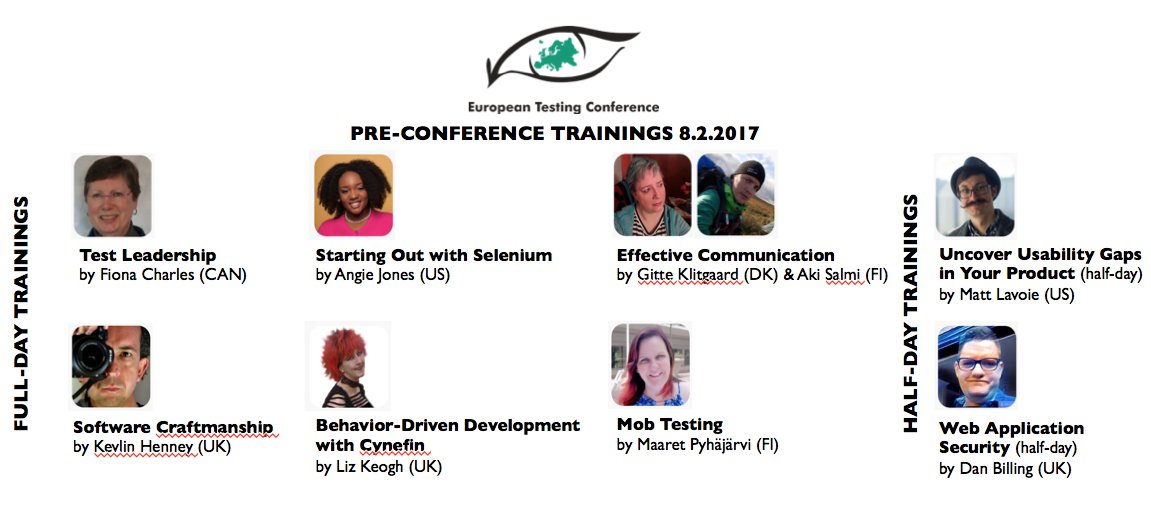 European Testing Conference
PRE-CONFERENCE TRAININGS 8.2.2017
FULL-DAY TRAININGS
Test Leadership
by Fiona Charles (CAN)
Starting Out with Selenium
by Angie Jones (US)
Effective Communication
by Gitte Klitgaard (DK) & Aki Salmi (FI)
Software Craftmanship
by Kevlin Henney (UK)
Behavior-Driven Development
with Cynefin
by Liz Keogh (UK)
Mob Testing
by Maaret Pyhäjärvi (FI)
HALF-DAY TRAININGS
Uncover Usability Gaps
in Your Product (half-day)
by Matt Lavoie (US)
Web Application
Security (half-day)
by Dan Billing (UK)